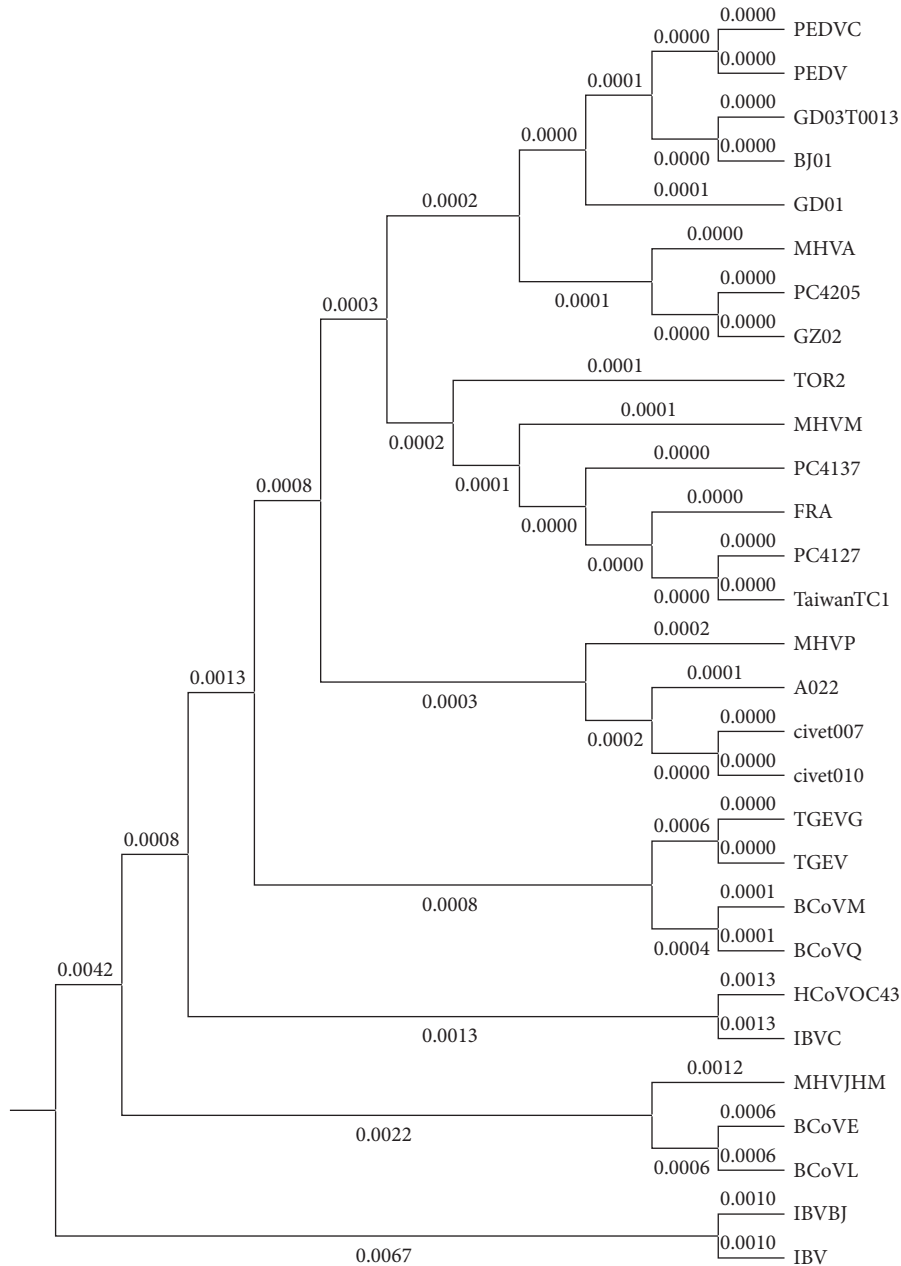 0.0000
PEDVC
0.0000
0.0000
PEDV
0.0001
0.0000
GD03T0013
0.0000
0.0000
0.0000
BJ01
0.0001
GD01
0.0002
0.0000
MHVA
0.0000
PC4205
0.0001
0.0003
0.0000
0.0000
GZ02
0.0001
TOR2
0.0001
MHVM
0.0002
0.0000
PC4137
0.0001
0.0008
0.0000
FRA
0.0000
0.0000
PC4127
0.0000
0.0000
0.0000
TaiwanTC1
0.0002
MHVP
0.0013
0.0001
A022
0.0003
0.0000
civet007
0.0002
0.0000
0.0000
civet010
0.0000
TGEVG
0.0006
0.0008
0.0000
TGEV
0.0001
BCoVM
0.0008
0.0004
0.0001
BCoVQ
0.0042
0.0013
HCoVOC43
0.0013
0.0013
IBVC
0.0012
MHVJHM
0.0006
BCoVE
0.0022
0.0006
0.0006
BCoVL
0.0010
IBVBJ
0.0010
IBV
0.0067